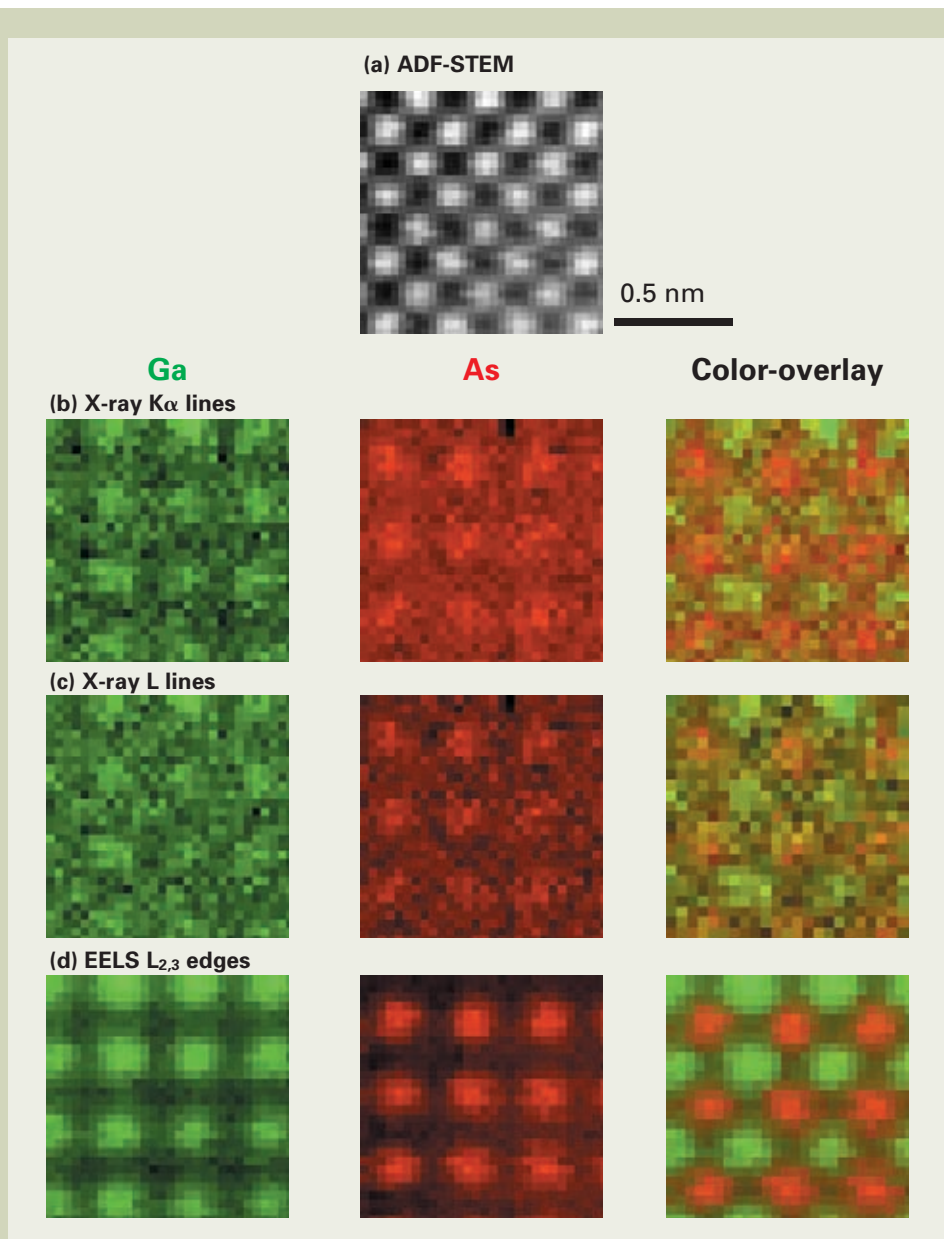 (a) ADF-STEM
0.5 nm
Ga As Color-overlay
(b) X-ray Kα lines
(c) X-ray L lines
(d) EELS L2,3 edges